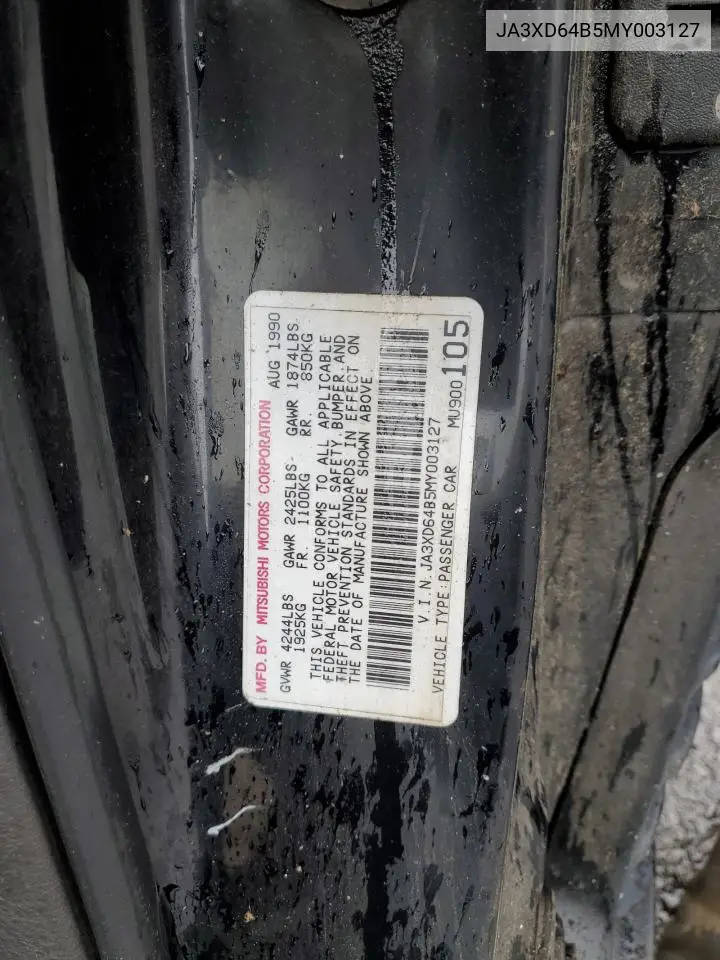 JA3XD64B5MY003127
MFD. BY MITSUBISHI MOTORS CORPORATION AUG 1990
GVWR 4244LBS GAWR 2425LBS GAWR 1874LBS
1925KG FR. 1100KG RR. 850KG
THIS VEHICLE CONFORMS TO ALL APPLICABLE
FEDERAL MOTOR VEHICLE SAFETY, BUMPER, AND
THEFT PREVENTION STANDARDS IN EFFECT ON
THE DATE OF MANUFACTURE SHOWN ABOVE
V.I.N. JA3XD64B5MY003127
VEHICLE TYPE: PASSENGER CAR MU900105